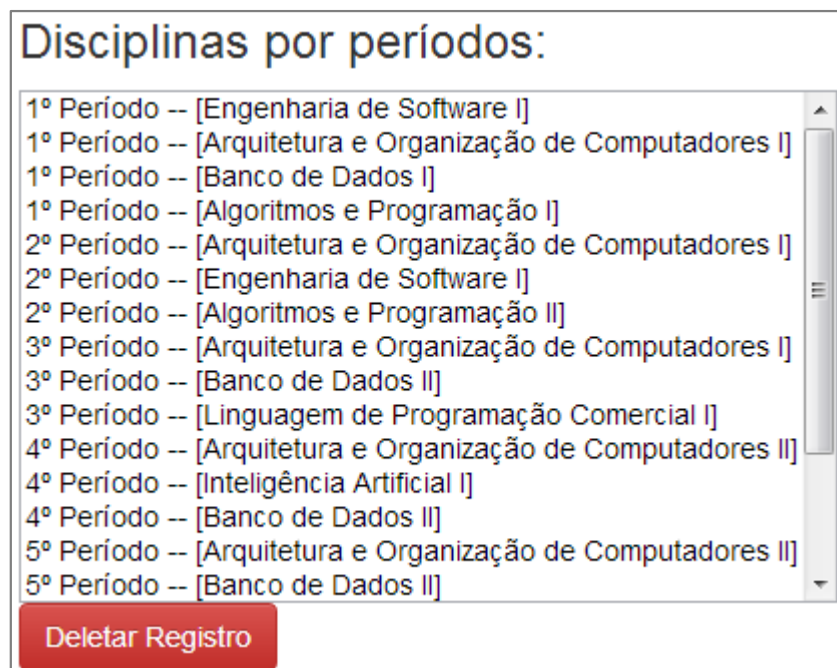 Disciplinas por períodos:
1º Período -- [Engenharia de Software I]
1º Período -- [Arquitetura e Organização de Computadores I]
1º Período -- [Banco de Dados I]
1º Período -- [Algoritmos e Programação I]
2º Período -- [Arquitetura e Organização de Computadores I]
2º Período -- [Engenharia de Software I]
2º Período -- [Algoritmos e Programação II]
3º Período -- [Arquitetura e Organização de Computadores I]
3º Período -- [Banco de Dados II]
3º Período -- [Linguagem de Programação Comercial I]
4º Período -- [Arquitetura e Organização de Computadores II]
4º Período -- [Inteligência Artificial I]
4º Período -- [Banco de Dados II]
5º Período -- [Arquitetura e Organização de Computadores II]
5º Período -- [Banco de Dados II]
Deletar Registro